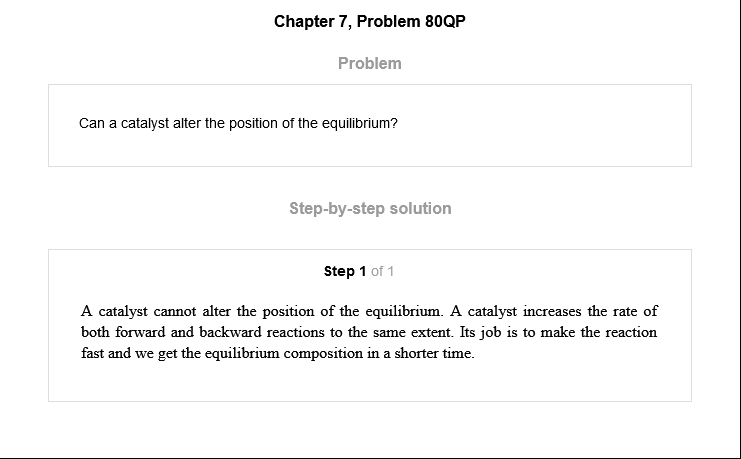 Chapter 7, Problem 80QP
Problem
Can a catalyst alter the position of the equilibrium?
Step-by-step solution
Step 1 of 1
A catalyst cannot alter the position of the equilibrium. A catalyst increases the rate of
both forward and backward reactions to the same extent. Its job is to make the reaction
fast and we get the equilibrium composition in a shorter time.